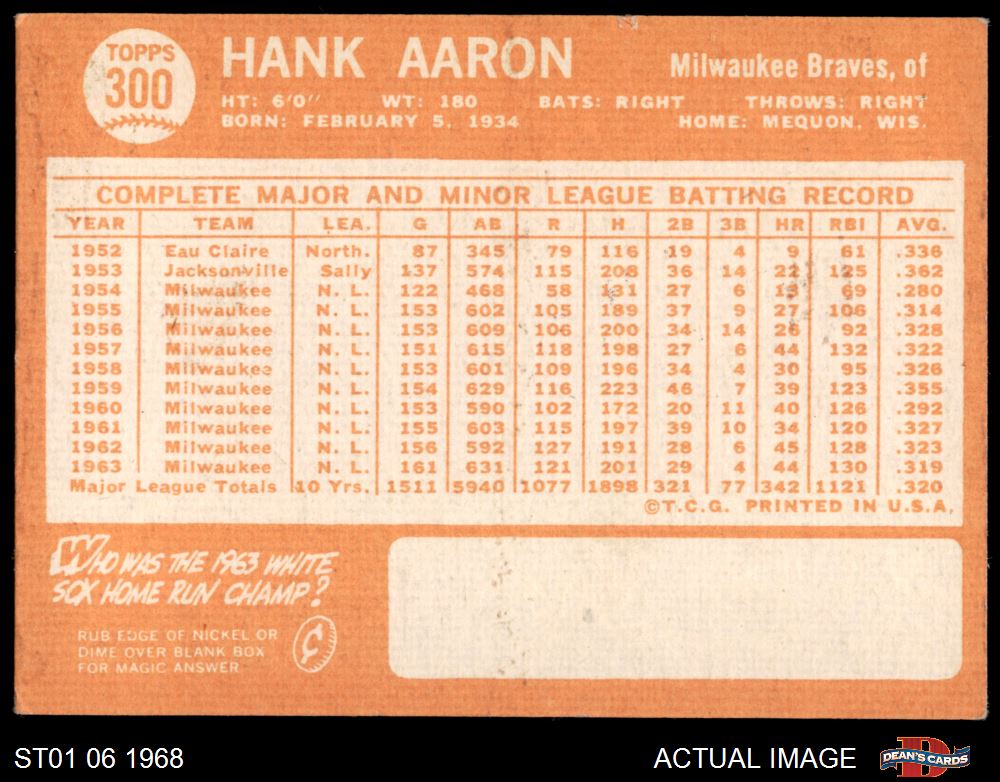 TOPPS
300
HANK AARON
Milwaukee Braves, of
HT: 6'0" WT: 180 BATS: RIGHT THROWS: RIGHT
BORN: FEBRUARY 5, 1934 HOME: MEQUON, WIS.
COMPLETE MAJOR AND MINOR LEAGUE BATTING RECORD
YEAR TEAM LEA. G AB R H 2B 3B HR RBI AVG.
1952 Eau Claire North. 87 345 79 116 19 4 9 61 .336
1953 Jacksonville Sally 137 574 115 208 36 14 22 125 .362
1954 Milwaukee N. L. 122 468 58 131 27 6 13 69 .280
1955 Milwaukee N. L. 153 602 105 189 37 9 27 106 .314
1956 Milwaukee N. L. 153 609 106 200 34 14 26 92 .328
1957 Milwaukee N. L. 151 615 118 198 27 6 44 132 .322
1958 Milwaukee N. L. 153 601 109 196 34 4 30 95 .326
1959 Milwaukee N. L. 154 629 116 223 46 7 39 123 .355
1960 Milwaukee N. L. 153 590 102 172 20 11 40 126 .292
1961 Milwaukee N. L. 155 603 115 197 39 10 34 120 .327
1962 Milwaukee N. L. 156 592 127 191 28 6 45 128 .323
1963 Milwaukee N. L. 161 631 121 201 29 4 44 130 .319
Major League Totals 10 Yrs. 1511 5940 1077 1898 321 77 342 1121 .320
©T.C.G. PRINTED IN U.S.A.
WHO WAS THE 1963 WHITE
SOX HOME RUN CHAMP?
RUB EDGE OF NICKEL OR
DIME OVER BLANK BOX
FOR MAGIC ANSWER
ST01 06 1968
ACTUAL IMAGE
DEAN'S CARDS